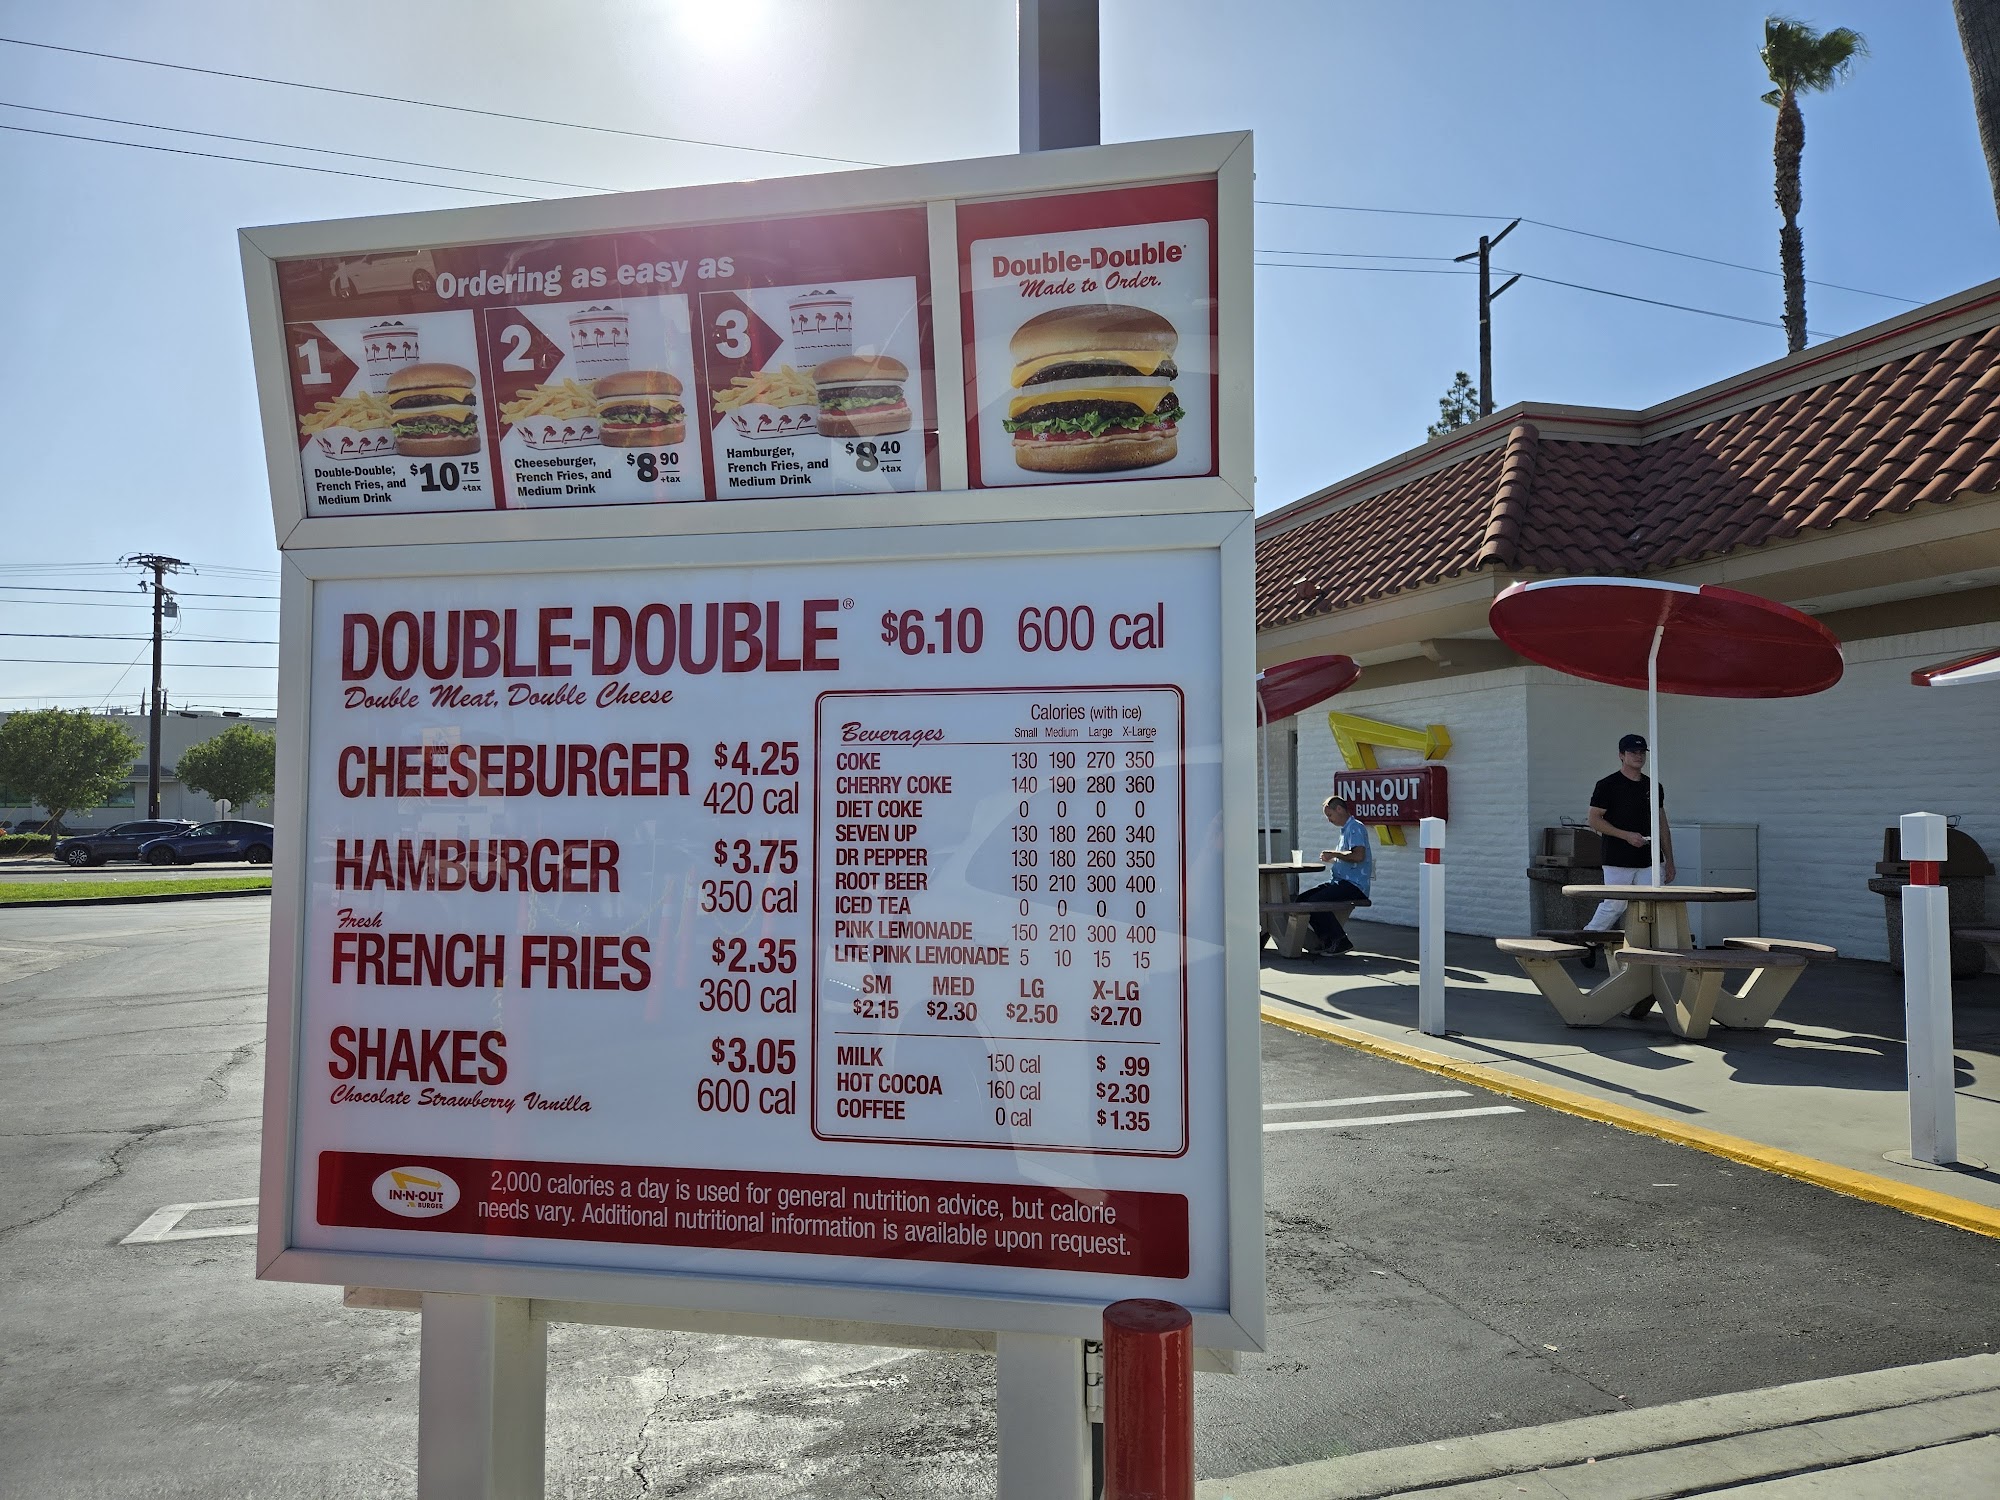 Ordering as easy as
1
Double-Double,
French Fries, and
Medium Drink
$10 75
+tax
2
Cheeseburger,
French Fries, and
Medium Drink
$8 90
+tax
3
Hamburger,
French Fries, and
Medium Drink
$8 40
+tax
Double-Double
Made to Order.
DOUBLE-DOUBLE® $6.10 600 cal
Double Meat, Double Cheese
CHEESEBURGER $4.25
420 cal
HAMBURGER $3.75
350 cal
Fresh
FRENCH FRIES $2.35
360 cal
SHAKES $3.05
Chocolate Strawberry Vanilla 600 cal
Calories (with ice)
Beverages Small Medium Large X-Large
COKE 130 190 270 350
CHERRY COKE 140 190 280 360
DIET COKE 0 0 0 0
SEVEN UP 130 180 260 340
DR PEPPER 130 180 260 350
ROOT BEER 150 210 300 400
ICED TEA 0 0 0 0
PINK LEMONADE 150 210 300 400
LITE PINK LEMONADE 5 10 15 15
SM MED LG X-LG
$2.15 $2.30 $2.50 $2.70
MILK 150 cal $ .99
HOT COCOA 160 cal $2.30
COFFEE 0 cal $1.35
IN-N-OUT
BURGER
2,000 calories a day is used for general nutrition advice, but calorie
needs vary. Additional nutritional information is available upon request.
IN-N-OUT
BURGER